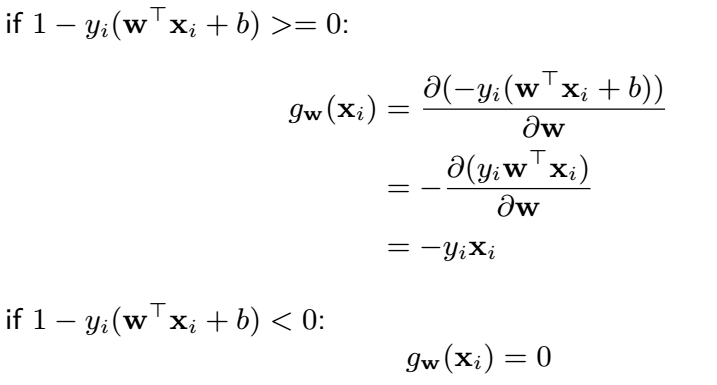 if $1 - y_i(\mathbf{w}^\top \mathbf{x}_i + b) >= 0$:
$g_{\mathbf{w}}(\mathbf{x}_i) = \frac{\partial(-y_i(\mathbf{w}^\top \mathbf{x}_i + b))}{\partial \mathbf{w}}$
$= -\frac{\partial(y_i \mathbf{w}^\top \mathbf{x}_i)}{\partial \mathbf{w}}$
$= -y_i \mathbf{x}_i$
if $1 - y_i(\mathbf{w}^\top \mathbf{x}_i + b) < 0$:
$g_{\mathbf{w}}(\mathbf{x}_i) = 0$